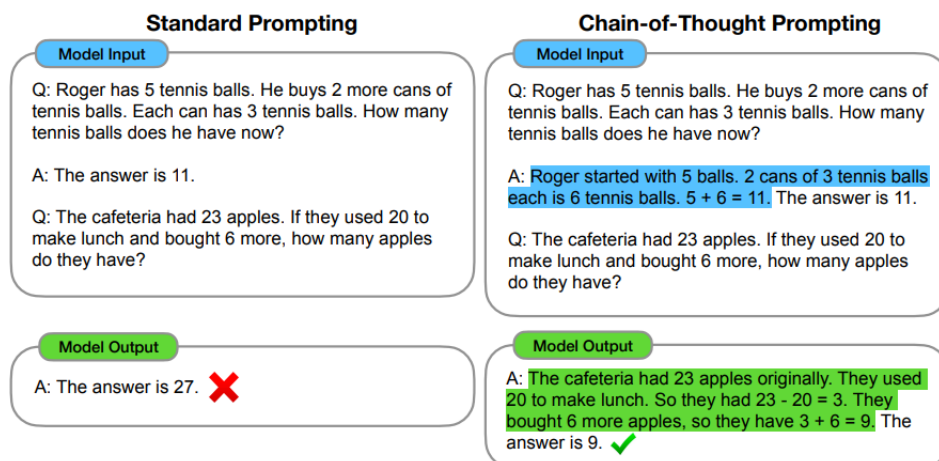 Standard Prompting
Model Input
Q: Roger has 5 tennis balls. He buys 2 more cans of
tennis balls. Each can has 3 tennis balls. How many
tennis balls does he have now?
A: The answer is 11.
Q: The cafeteria had 23 apples. If they used 20 to
make lunch and bought 6 more, how many apples
do they have?
Model Output
A: The answer is 27.
Chain-of-Thought Prompting
Model Input
Q: Roger has 5 tennis balls. He buys 2 more cans of
tennis balls. Each can has 3 tennis balls. How many
tennis balls does he have now?
A: Roger started with 5 balls. 2 cans of 3 tennis balls
each is 6 tennis balls. 5 + 6 = 11. The answer is 11.
Q: The cafeteria had 23 apples. If they used 20 to
make lunch and bought 6 more, how many apples
do they have?
Model Output
A: The cafeteria had 23 apples originally. They used
20 to make lunch. So they had 23 - 20 = 3. They
bought 6 more apples, so they have 3 + 6 = 9. The
answer is 9.